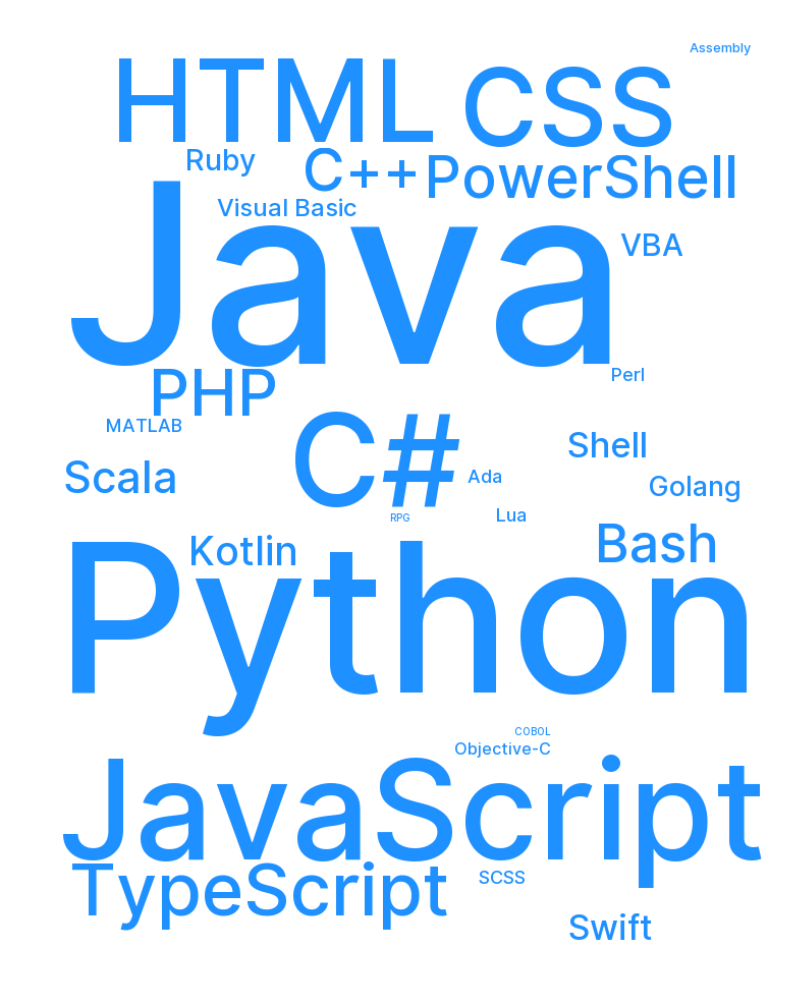 Assembly
HTML CSS
Ruby C++ PowerShell
Visual Basic
Java VBA
PHP Perl
MATLAB
C# Shell
Scala Ada Golang
RPG Lua
Kotlin Bash
Python
COBOL
Objective-C
JavaScript
TypeScript SCSS
Swift